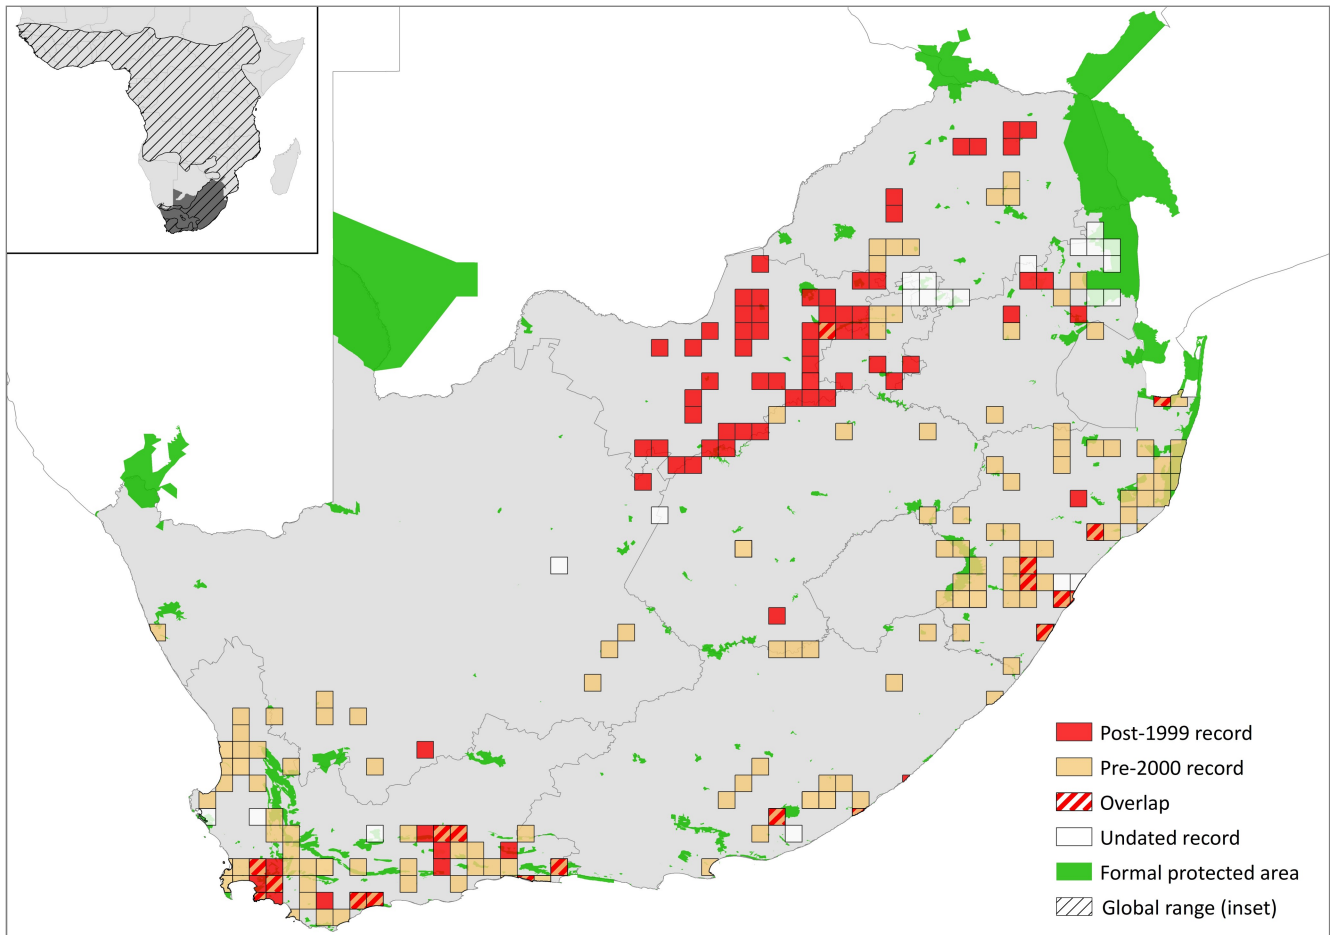 Post-1999 record
Pre-2000 record
Overlap
Undated record
Formal protected area
Global range (inset)